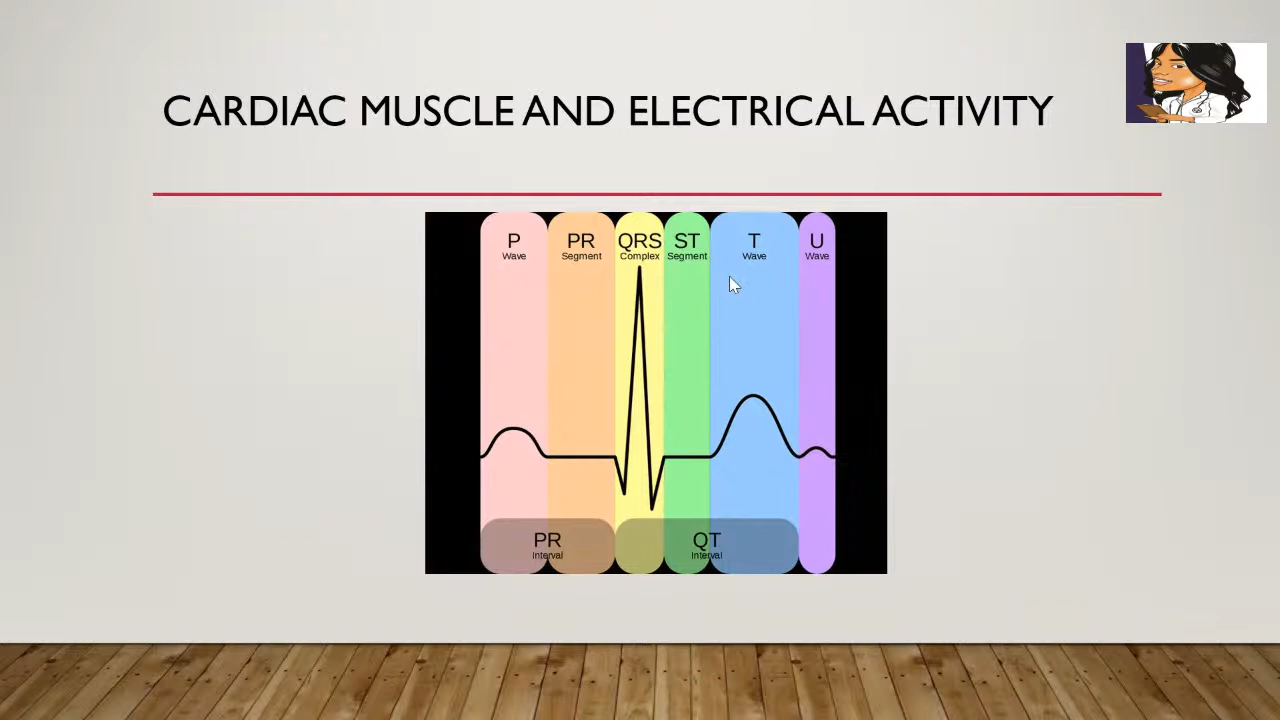 CARDIAC MUSCLE AND ELECTRICAL ACTIVITY
P PR QRS ST T U
Wave Segment Complex Segment Wave Wave
PR QT
Interval Interval